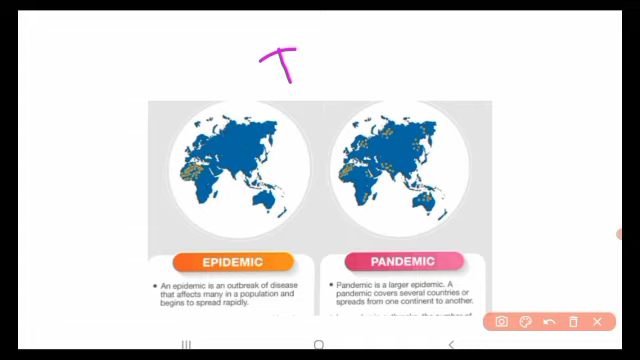 T
EPIDEMIC
PANDEMIC
• An epidemic is an outbreak of disease
that affects many in a population and
begins to spread rapidly.
• Pandemic is a larger epidemic. A
pandemic covers several countries or
spreads from one continent to another.